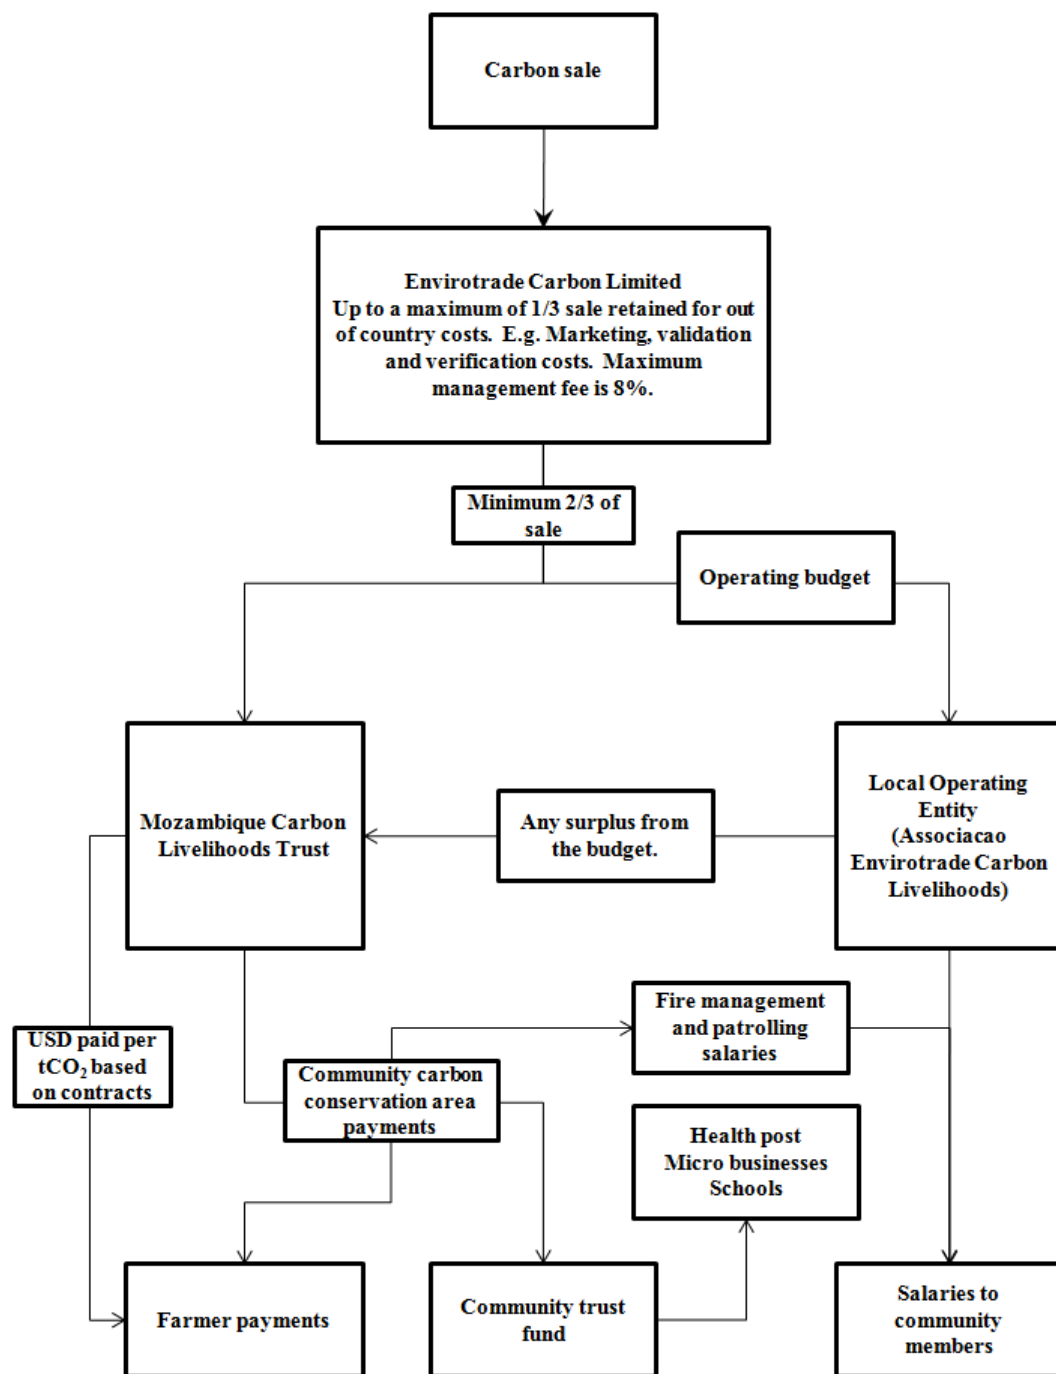 Carbon sale
Envirotrade Carbon Limited
Up to a maximum of 1/3 sale retained for out
of country costs.  E.g. Marketing, validation
and verification costs.  Maximum
management fee is 8%.
Minimum 2/3 of
sale
Operating budget
Mozambique Carbon
Livelihoods Trust
Any surplus from
the budget.
Local Operating
Entity
(Associacao
Envirotrade Carbon
Livelihoods)
USD paid per
tCO₂ based
on contracts
Community carbon
conservation area
payments
Fire management
and patrolling
salaries
Health post
Micro businesses
Schools
Farmer payments
Community trust
fund
Salaries to
community
members